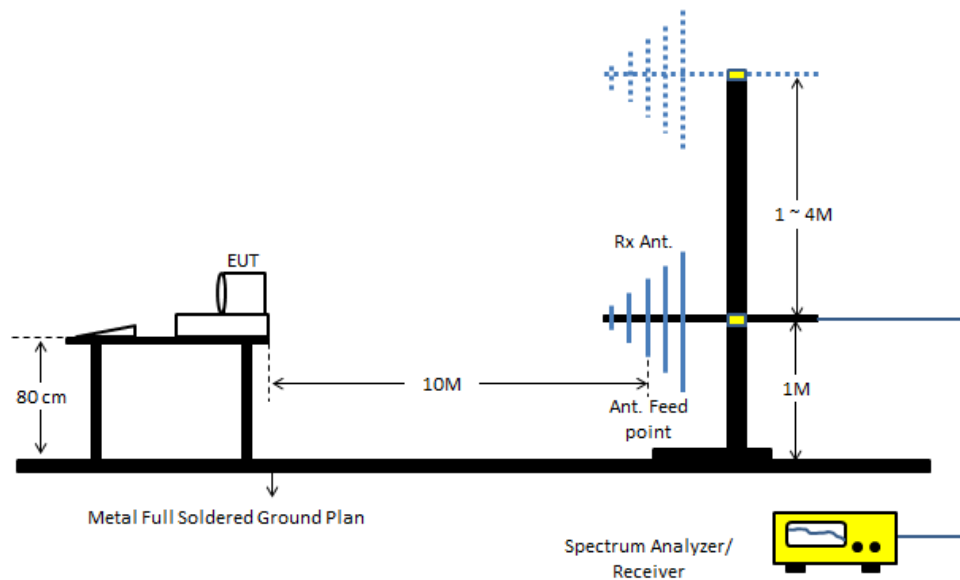 1 ~ 4M
Rx Ant.
EUT
80 cm
10M
1M
Ant. Feed
point
Metal Full Soldered Ground Plan
Spectrum Analyzer/
Receiver